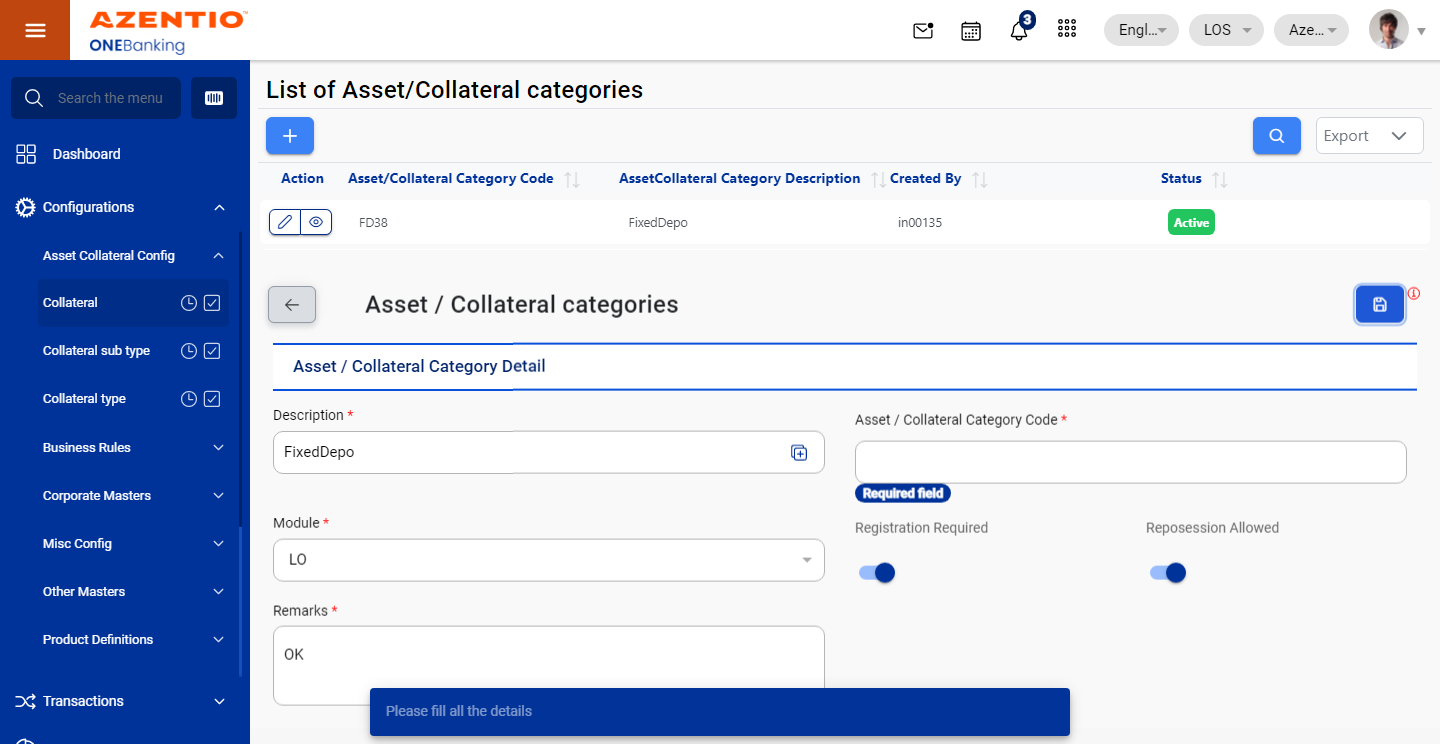 AZENTIO™
ONEBanking
3
Engl...
LOS
Aze...
Search the menu
Dashboard
Configurations
Asset Collateral Config
Collateral
Collateral sub type
Collateral type
Business Rules
Corporate Masters
Misc Config
Other Masters
Product Definitions
Transactions
List of Asset/Collateral categories
Export
Action Asset/Collateral Category Code AssetCollateral Category Description Created By Status
FD38 FixedDepo in00135 Active
Asset / Collateral categories
Asset / Collateral Category Detail
Description *
FixedDepo
Asset / Collateral Category Code *
Required field
Module *
LO
Registration Required
Reposession Allowed
Remarks *
OK
Please fill all the details